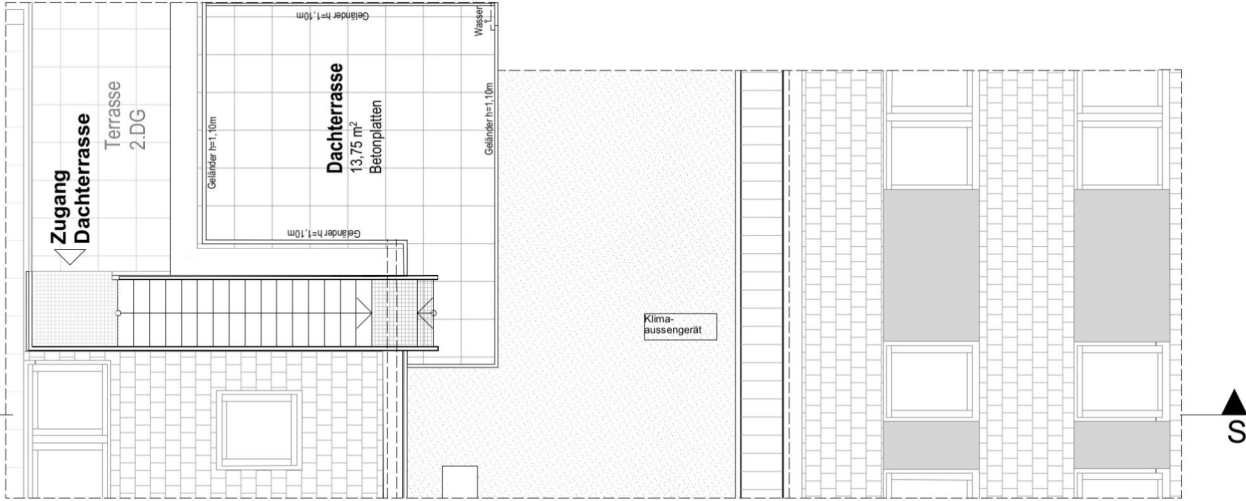 Geländer h=1,10m
Wasser
Zugang
Dachterrasse
Terrasse
2.DG
Geländer h=1,10m
Dachterrasse
13,75 m²
Betonplatten
Geländer h=1,10m
Geländer h=1,10m
Klima-
aussengerät
S